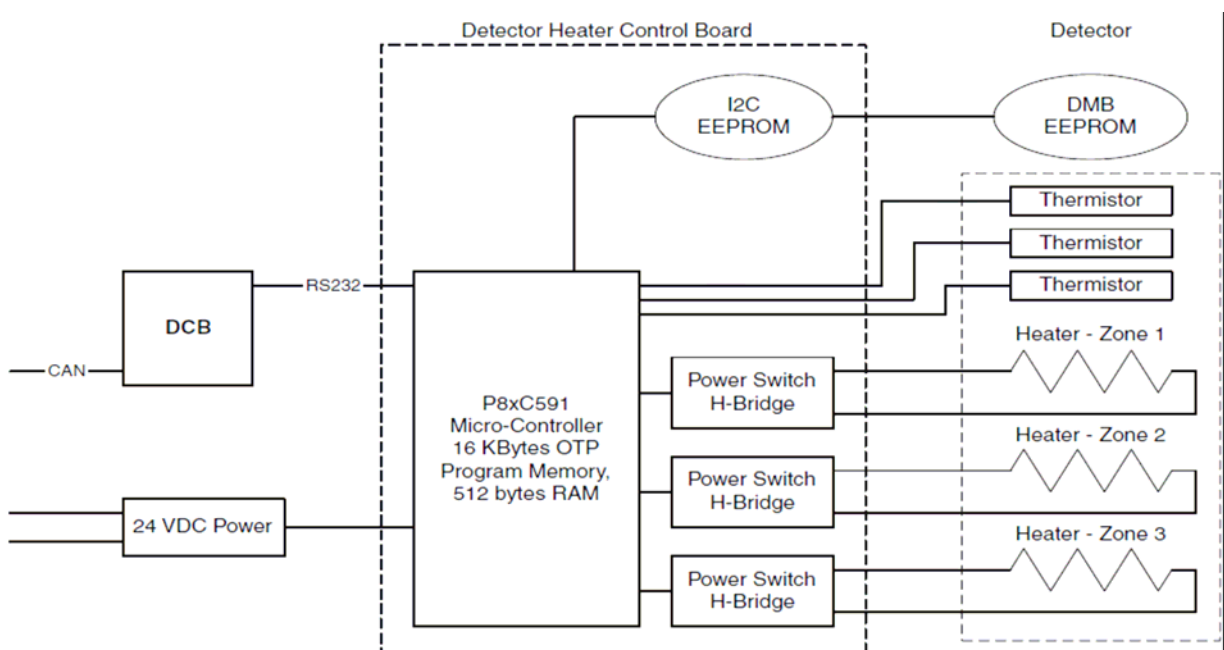 Detector Heater Control Board
Detector
I2C
EEPROM
DMB
EEPROM
Thermistor
Thermistor
Thermistor
RS232
DCB
CAN
Heater - Zone 1
Power Switch
H-Bridge
P8xC591
Micro-Controller
16 KBytes OTP
Program Memory,
512 bytes RAM
Heater - Zone 2
Power Switch
H-Bridge
24 VDC Power
Heater - Zone 3
Power Switch
H-Bridge